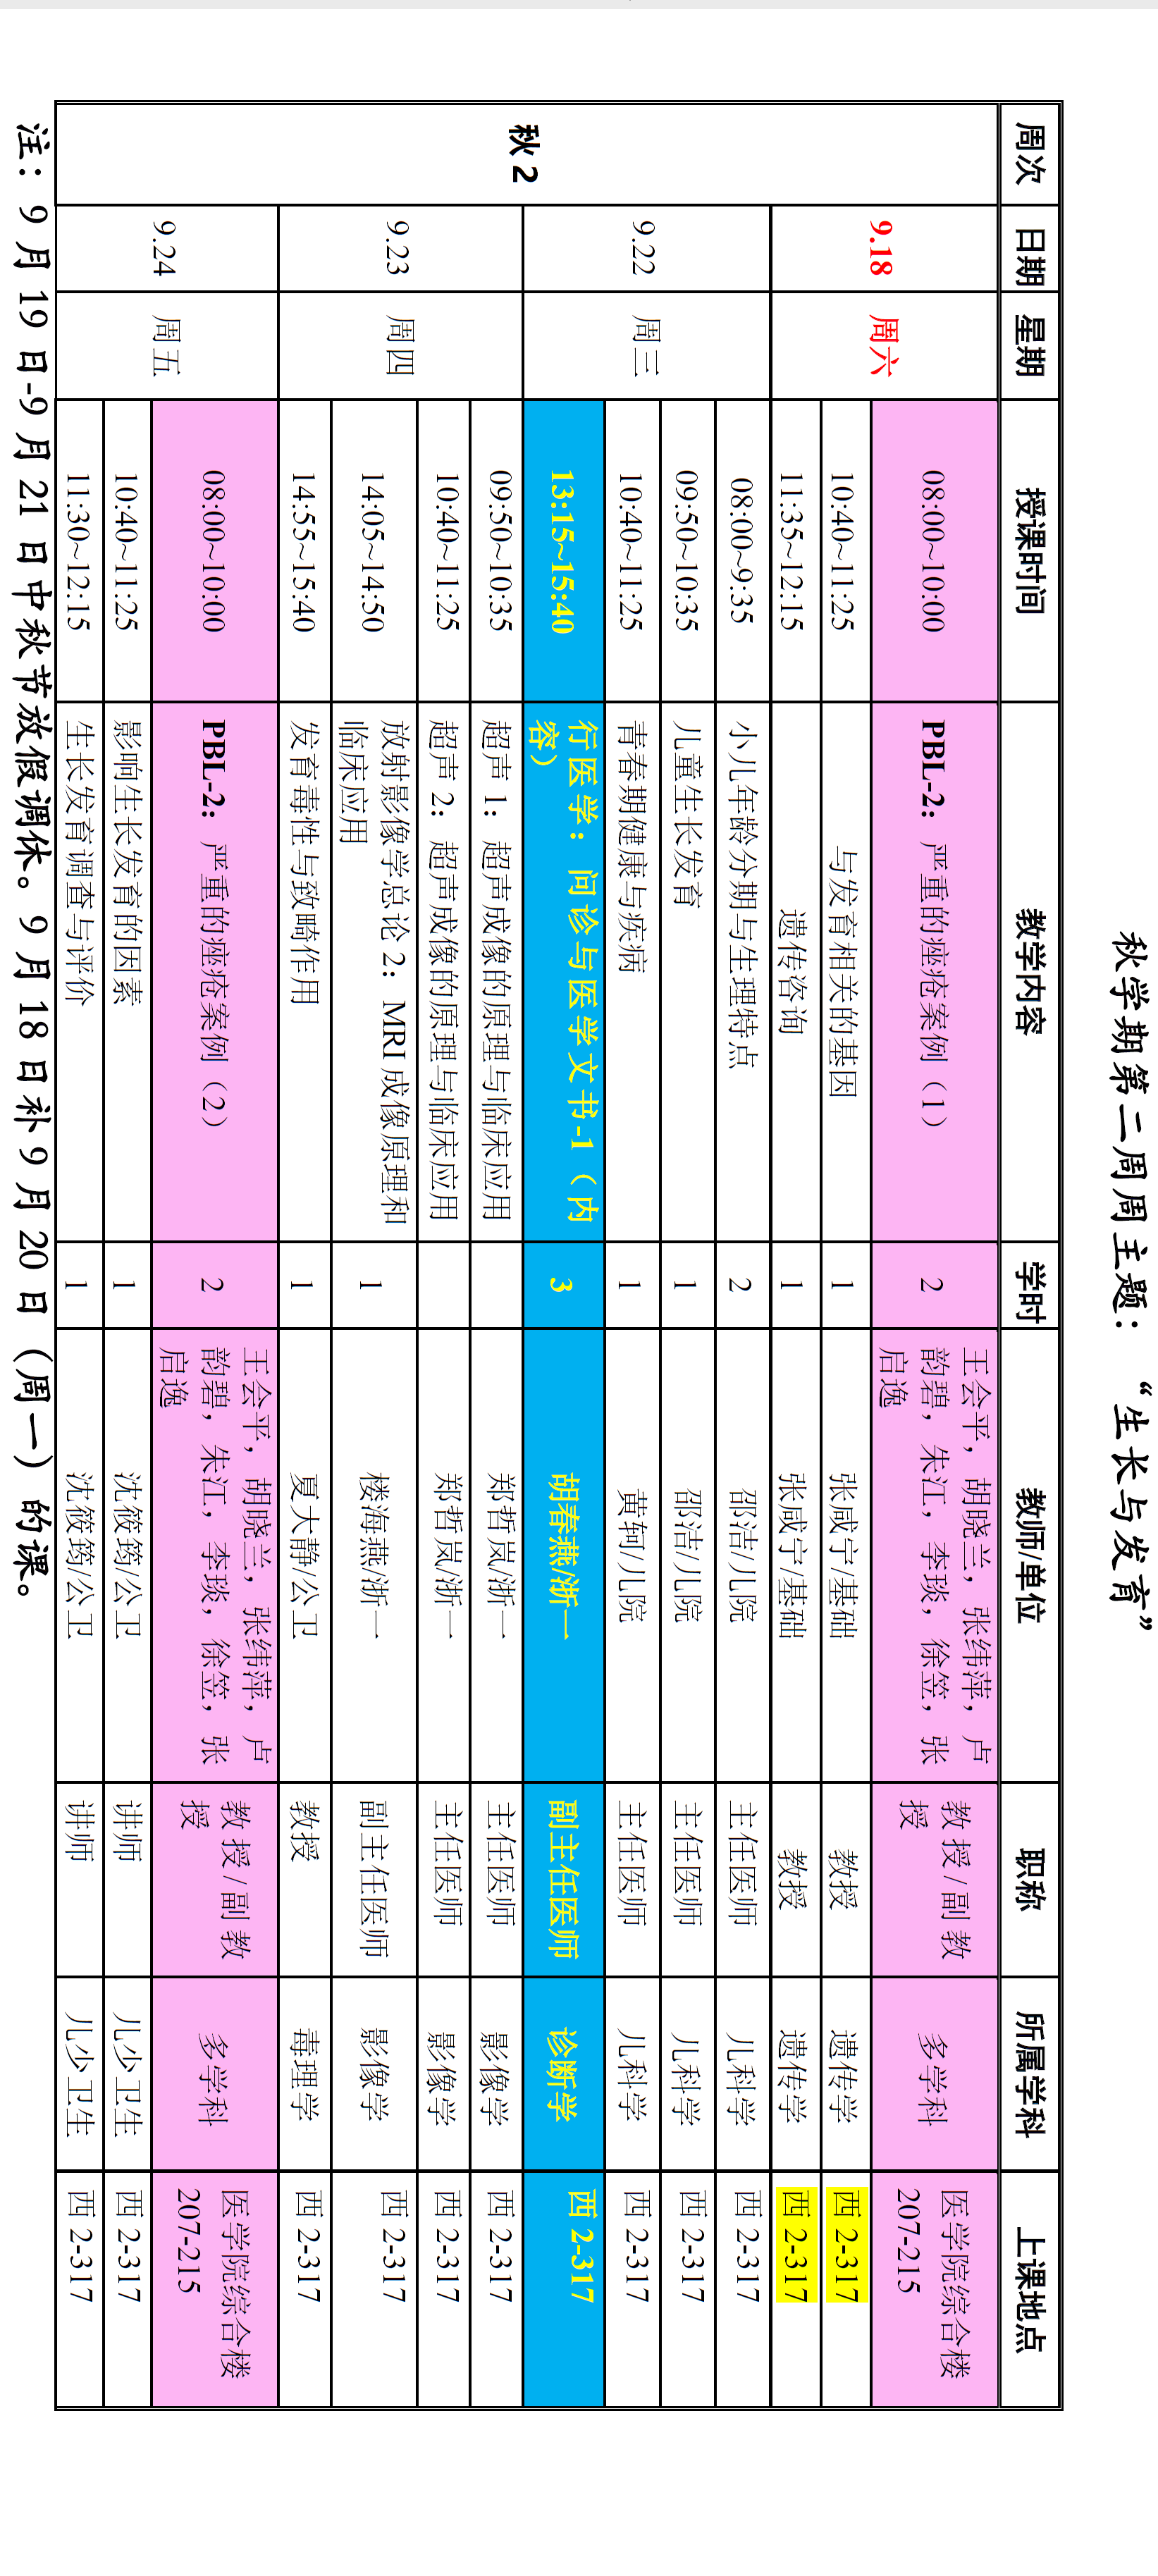 秋学期第二周周主题：“生长与发育”
周次 日期 星期 授课时间 教学内容 学时 教师/单位 职称 所属学科 上课地点
秋 2
9.18 周六
08:00~10:00 PBL-2：严重的痤疮案例（1） 2 王会平，胡晓兰，张纬萍，卢
韵碧，朱江，李琰，徐笠，张
启逸
教授/副教
授
多学科
医学院综合楼
207-215
10:40~11:25 与发育相关的基因 1 张咸宁/基础 教授 遗传学 西 2-317
11:35~12:15 遗传咨询 1 张咸宁/基础 教授 遗传学 西 2-317
9.22 周三
08:00~9:35 小儿年龄分期与生理特点 2 邵洁/儿院 主任医师 儿科学 西 2-317
09:50~10:35 儿童生长发育 1 邵洁/儿院 主任医师 儿科学 西 2-317
10:40~11:25 青春期健康与疾病 1 黄轲/儿院 主任医师 儿科学 西 2-317
13:15~15:40 行医学：问诊与医学文书-1（内
容）
3 胡春燕/浙一 副主任医师 诊断学 西 2-317
9.23 周四
09:50~10:35 超声 1：超声成像的原理与临床应用 郑哲岚/浙一 主任医师 影像学 西 2-317
10:40~11:25 超声 2：超声成像的原理与临床应用 郑哲岚/浙一 主任医师 影像学 西 2-317
14:05~14:50 放射影像学总论 2：MRI 成像原理和
临床应用
1 楼海燕/浙一 副主任医师 影像学 西 2-317
14:55~15:40 发育毒性与致畸作用 1 夏大静/公卫 教授 毒理学 西 2-317
9.24 周五
08:00~10:00 PBL-2：严重的痤疮案例（2） 2 王会平，胡晓兰，张纬萍，卢
韵碧，朱江，李琰，徐笠，张
启逸
教授/副教
授
多学科
医学院综合楼
207-215
10:40~11:25 影响生长发育的因素 1 沈筱筠/公卫 讲师 儿少卫生 西 2-317
11:30~12:15 生长发育调查与评价 1 沈筱筠/公卫 讲师 儿少卫生 西 2-317
注：9 月 19 日-9 月 21 日中秋节放假调休。9 月 18 日补 9 月 20 日（周一）的课。